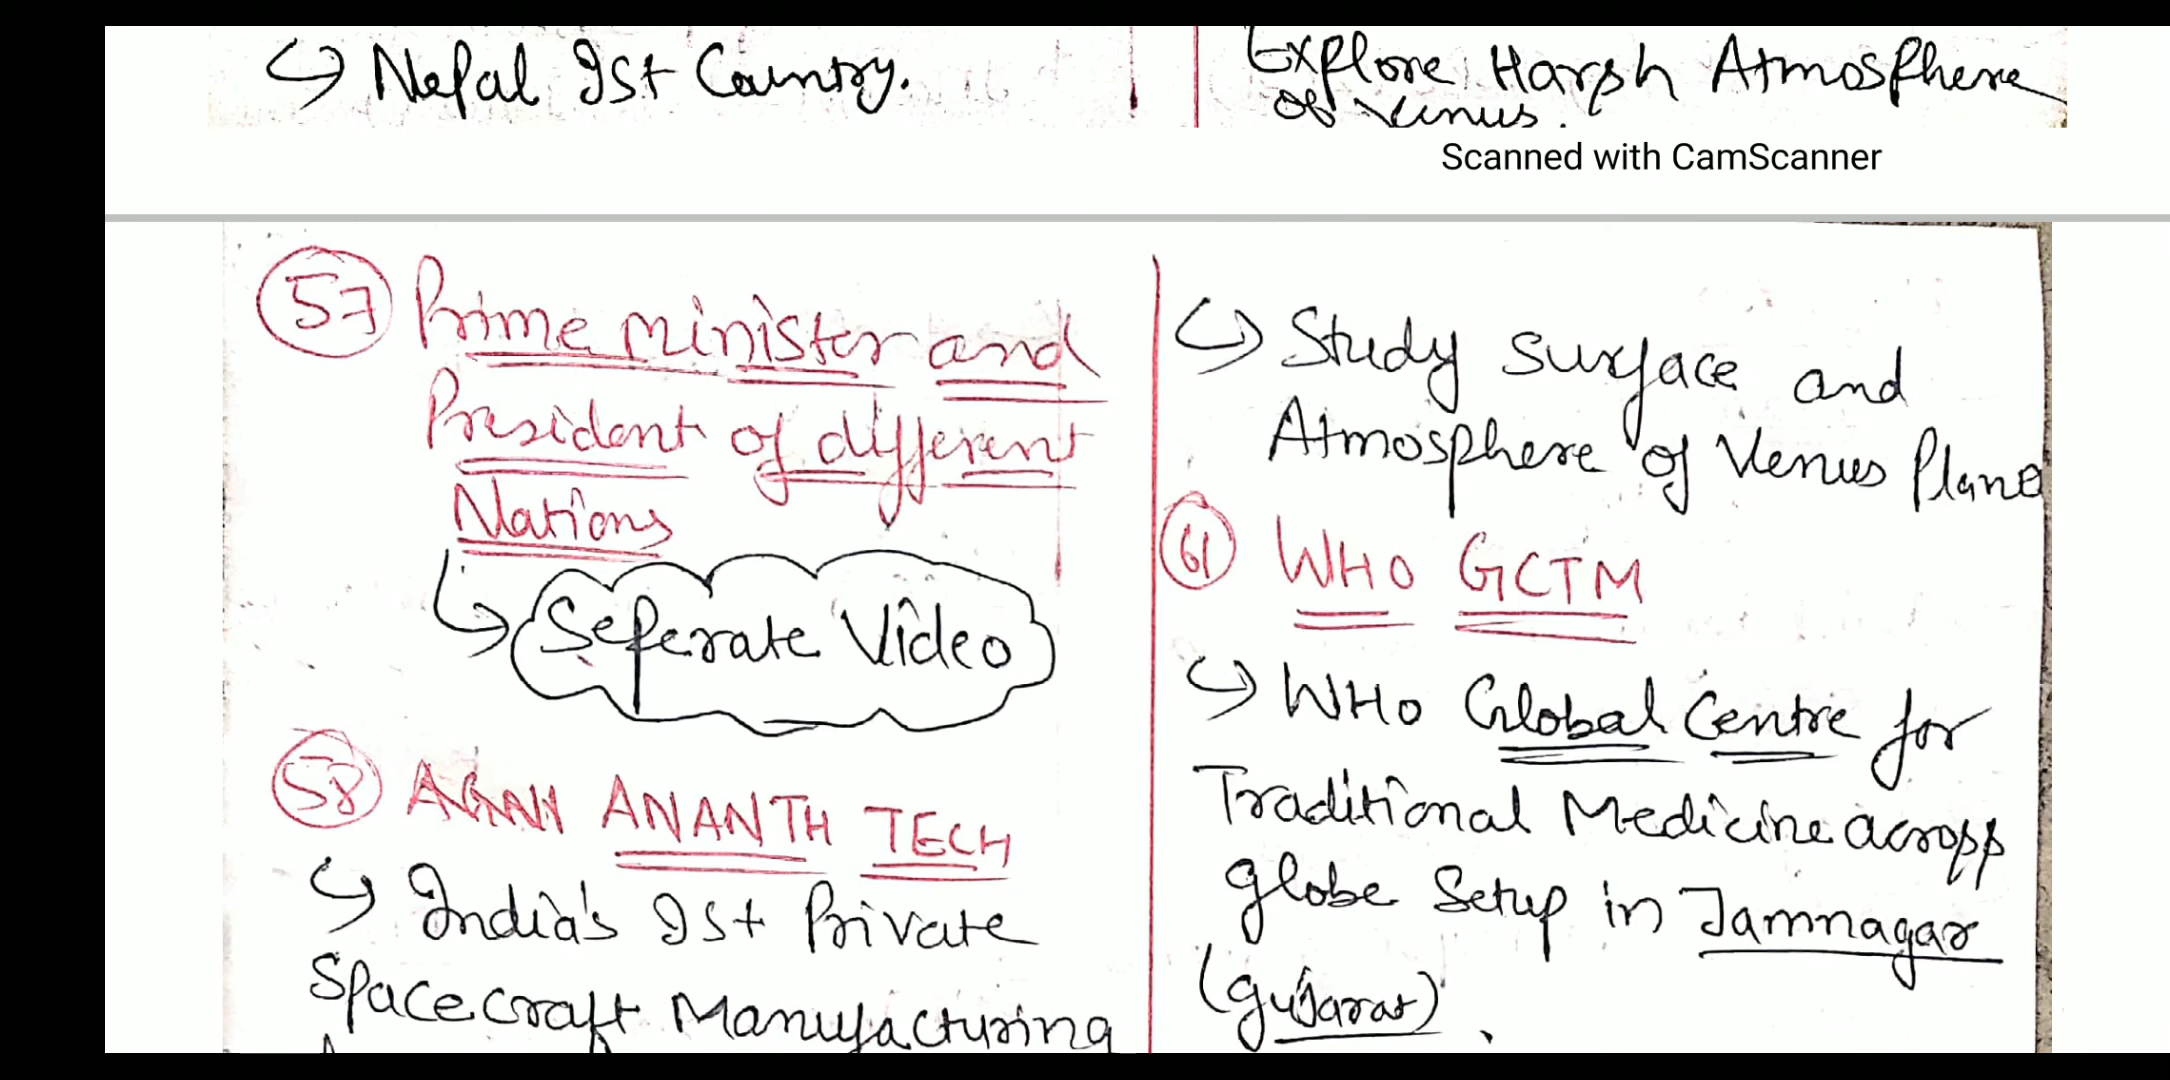 ↳ Nepal Ist Country.
Explore Harsh Atmosphere
of Venus.
Scanned with CamScanner
57 Prime Minister and
President of different
Nations
↳ Seperate Video
58 ANANTH TECH
↳ India's Ist Private
Spacecraft Manufacturing
↳ Study surface and
Atmosphere of Venus Plane
61 WHO GCTM
↳ WHO Global Centre for
Traditional Medicine across
globe Setup in Jamnagar
(Gujarat).